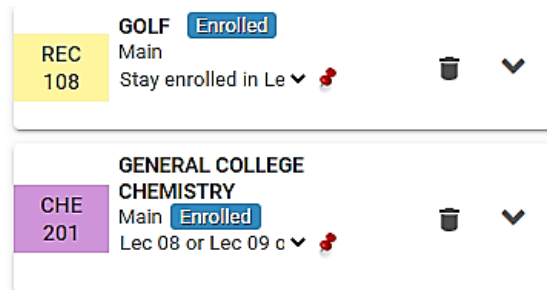 GOLF Enrolled
REC
108
Main
Stay enrolled in Le
GENERAL COLLEGE
CHEMISTRY
CHE
201
Main Enrolled
Lec 08 or Lec 09 o